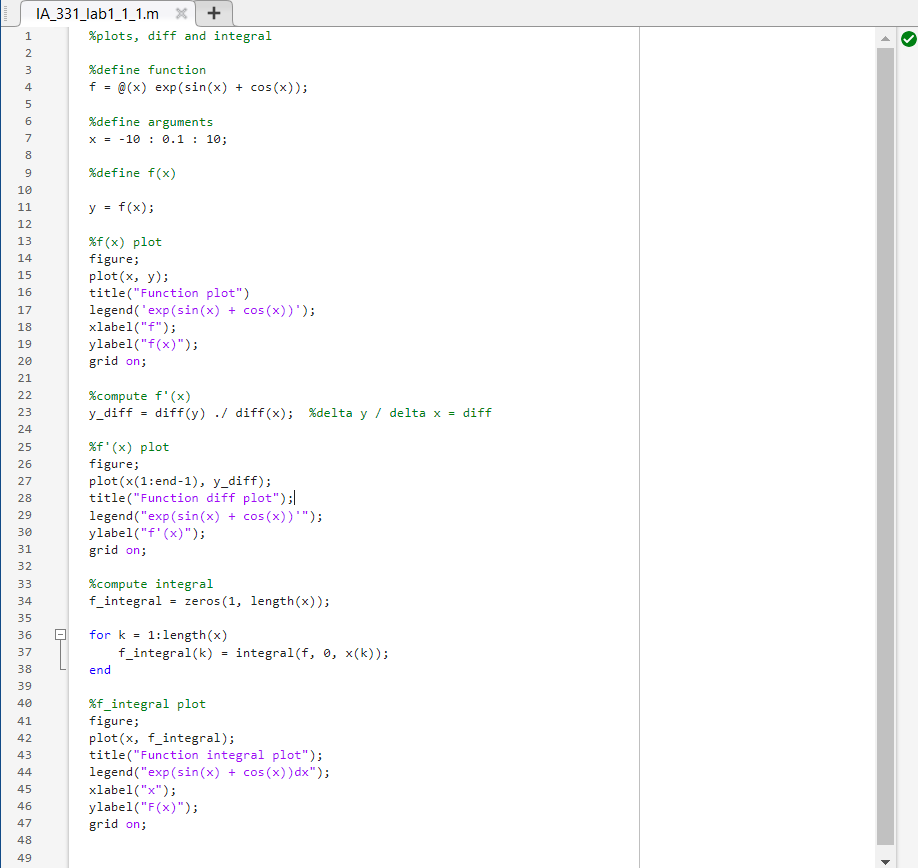 IA_331_lab1_1_1.m
1 %plots, diff and integral
2
3 %define function
4 f = @(x) exp(sin(x) + cos(x));
5
6 %define arguments
7 x = -10 : 0.1 : 10;
8
9 %define f(x)
10
11 y = f(x);
12
13 %f(x) plot
14 figure;
15 plot(x, y);
16 title("Function plot")
17 legend('exp(sin(x) + cos(x))');
18 xlabel("f");
19 ylabel("f(x)");
20 grid on;
21
22 %compute f'(x)
23 y_diff = diff(y) ./ diff(x);  %delta y / delta x = diff
24
25 %f'(x) plot
26 figure;
27 plot(x(1:end-1), y_diff);
28 title("Function diff plot");
29 legend("exp(sin(x) + cos(x))'");
30 ylabel("f'(x)");
31 grid on;
32
33 %compute integral
34 f_integral = zeros(1, length(x));
35
36 for k = 1:length(x)
37     f_integral(k) = integral(f, 0, x(k));
38 end
39
40 %f_integral plot
41 figure;
42 plot(x, f_integral);
43 title("Function integral plot");
44 legend("exp(sin(x) + cos(x))dx");
45 xlabel("x");
46 ylabel("F(x)");
47 grid on;
48
49